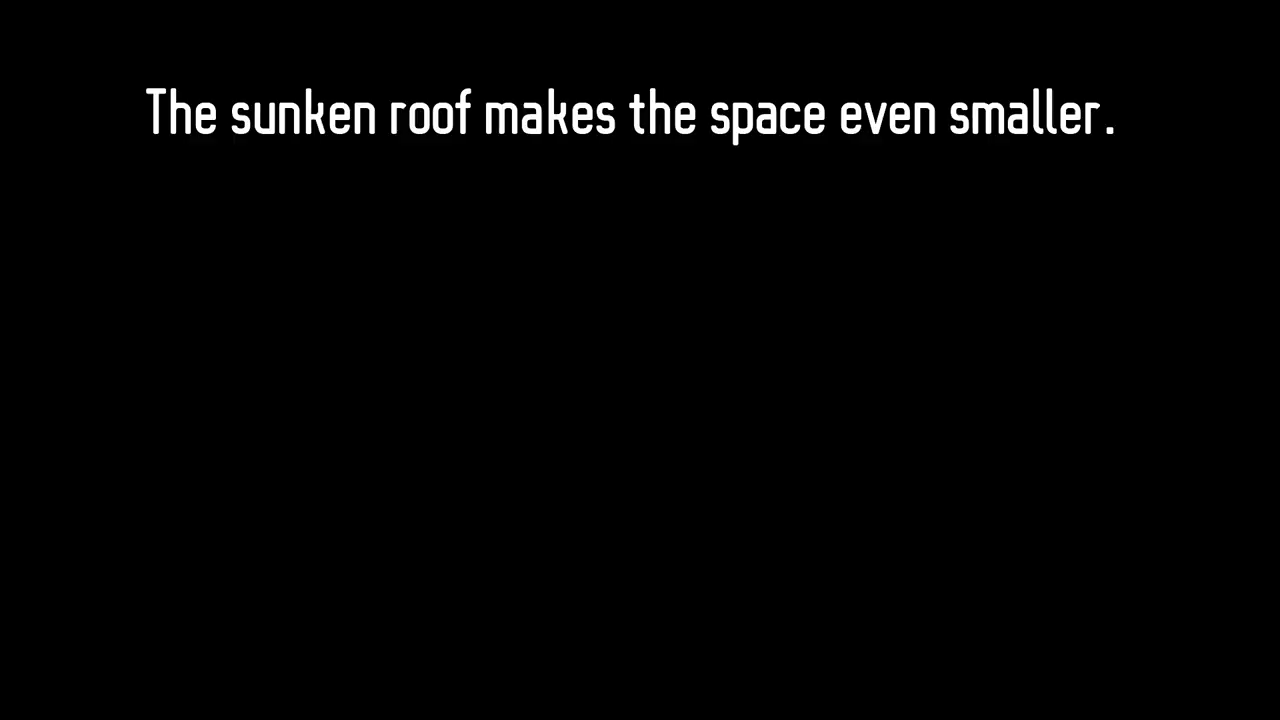 The sunken roof makes the space even smaller.